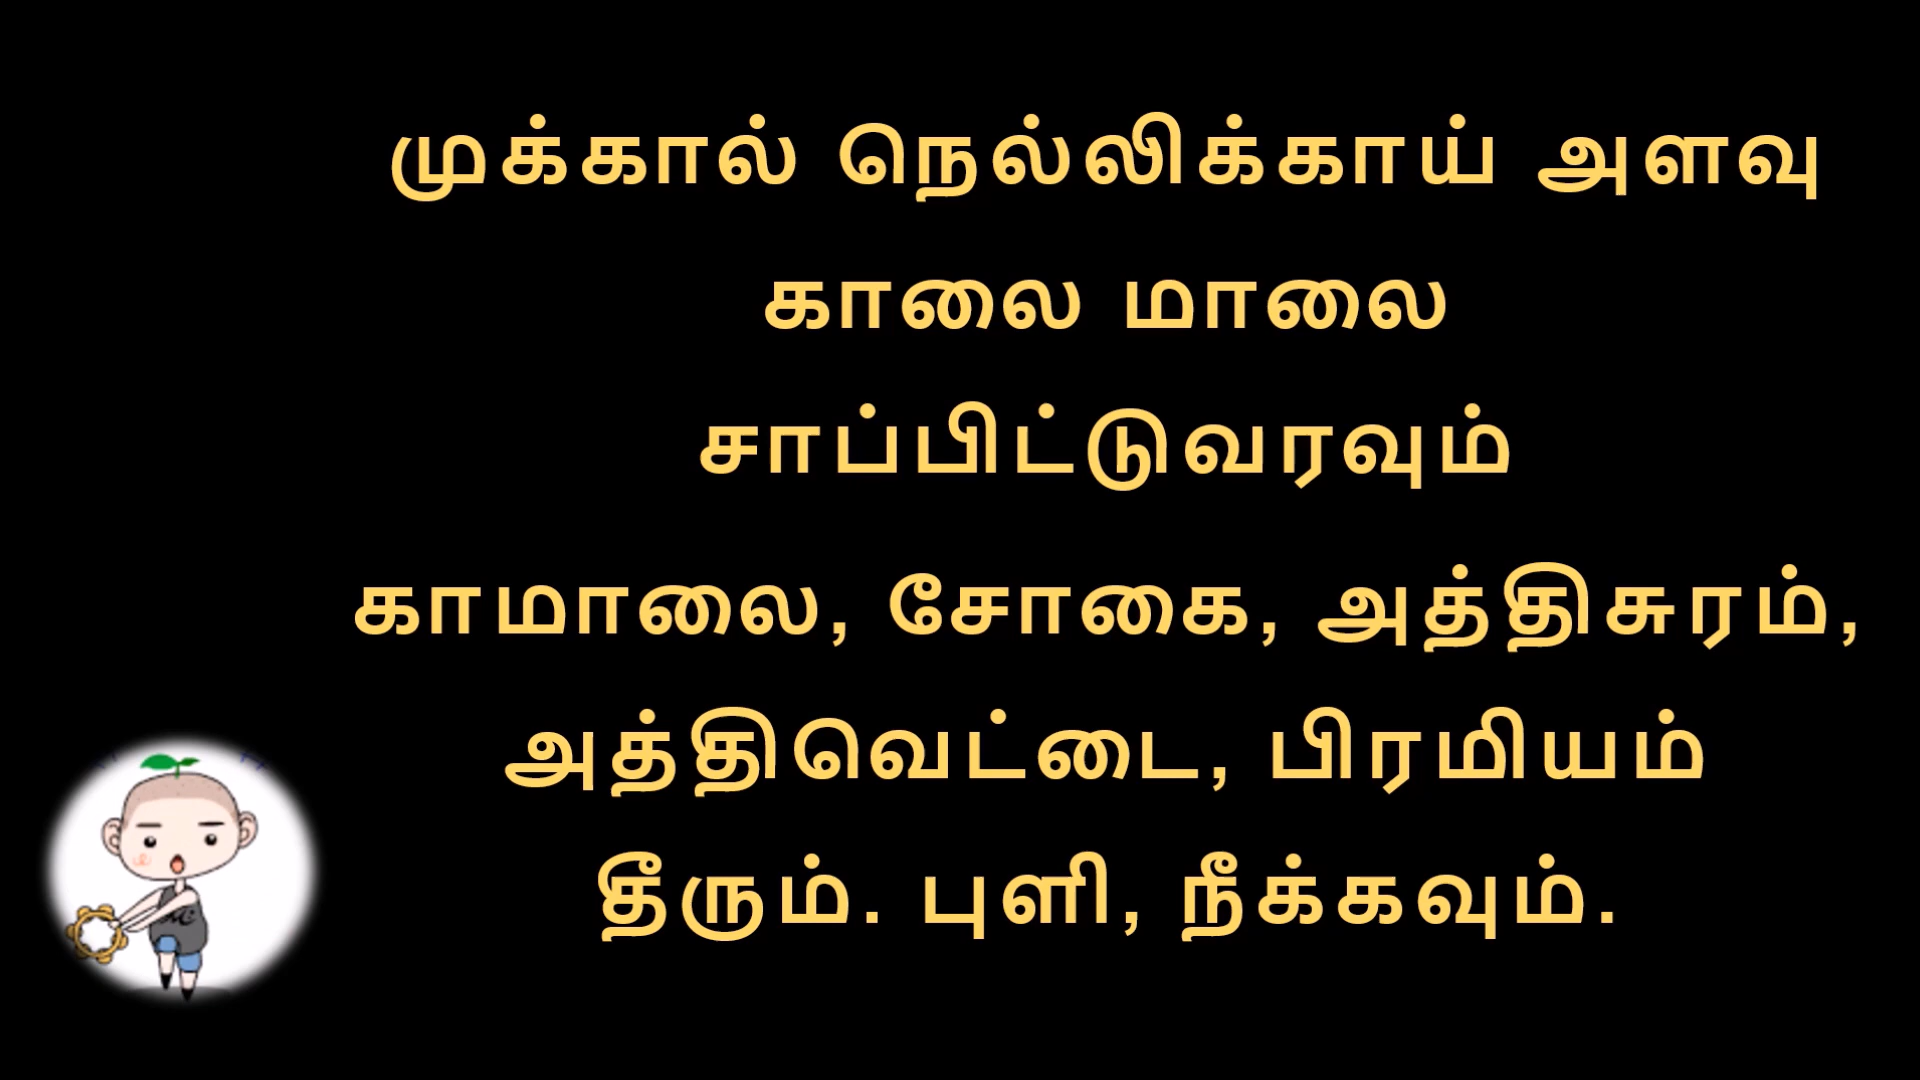 முக்கால் நெல்லிக்காய் அளவு
காலை மாலை
சாப்பிட்டுவரவும்
காமாலை, சோகை, அத்திசுரம்,
அத்திவெட்டை, பிரமியம்
தீரும். புளி, நீக்கவும்.